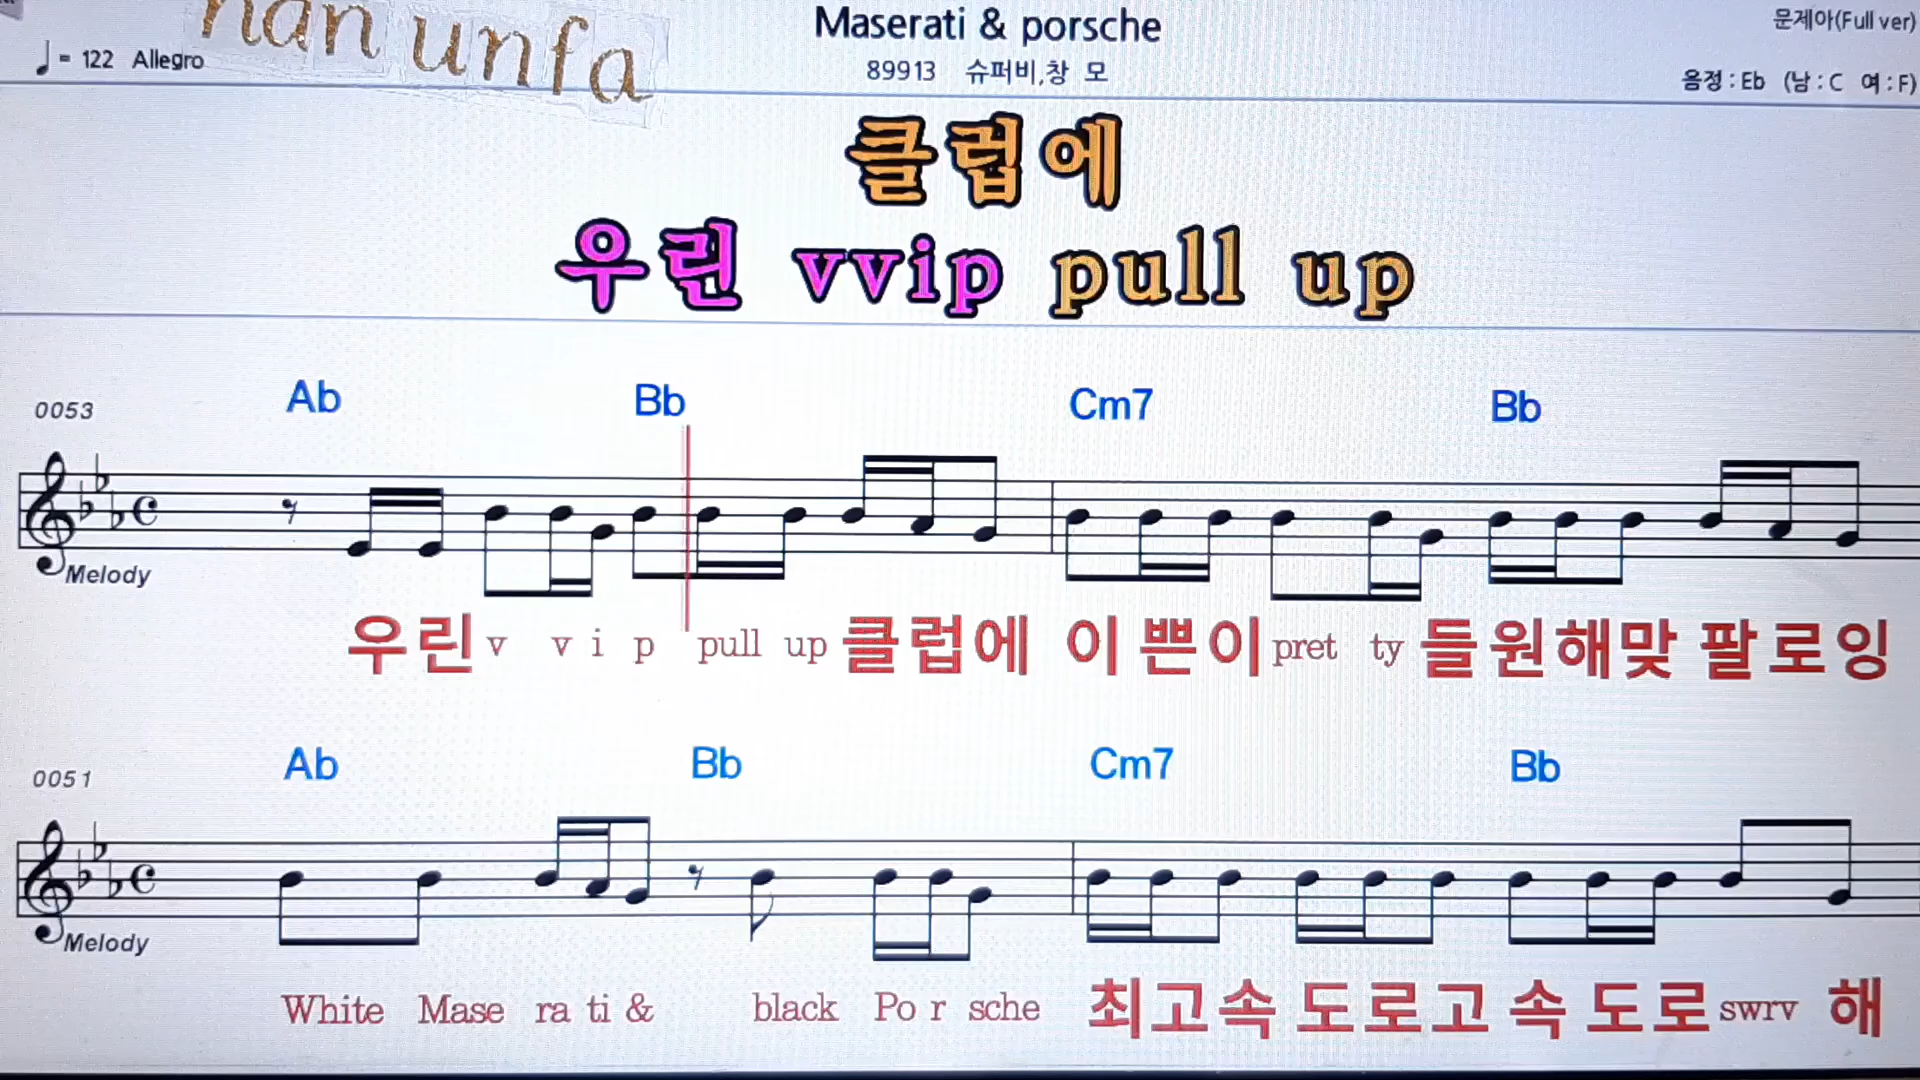 nan unfa
Maserati & porsche
문제아(Full ver)
♩= 122 Allegro
89913 슈퍼비,창 모
음정 : Eb (남 : C 여 : F)
클럽에
우린 vvip pull up
0053
Ab Bb Cm7 Bb
Melody
우린 v v i p pull up 클럽에 이 쁜이 pret ty 들원해맞 팔로잉
0051
Ab Bb Cm7 Bb
Melody
White Mase ra ti & black Po r sche 최고속 도로고 속 도로 swrv 해